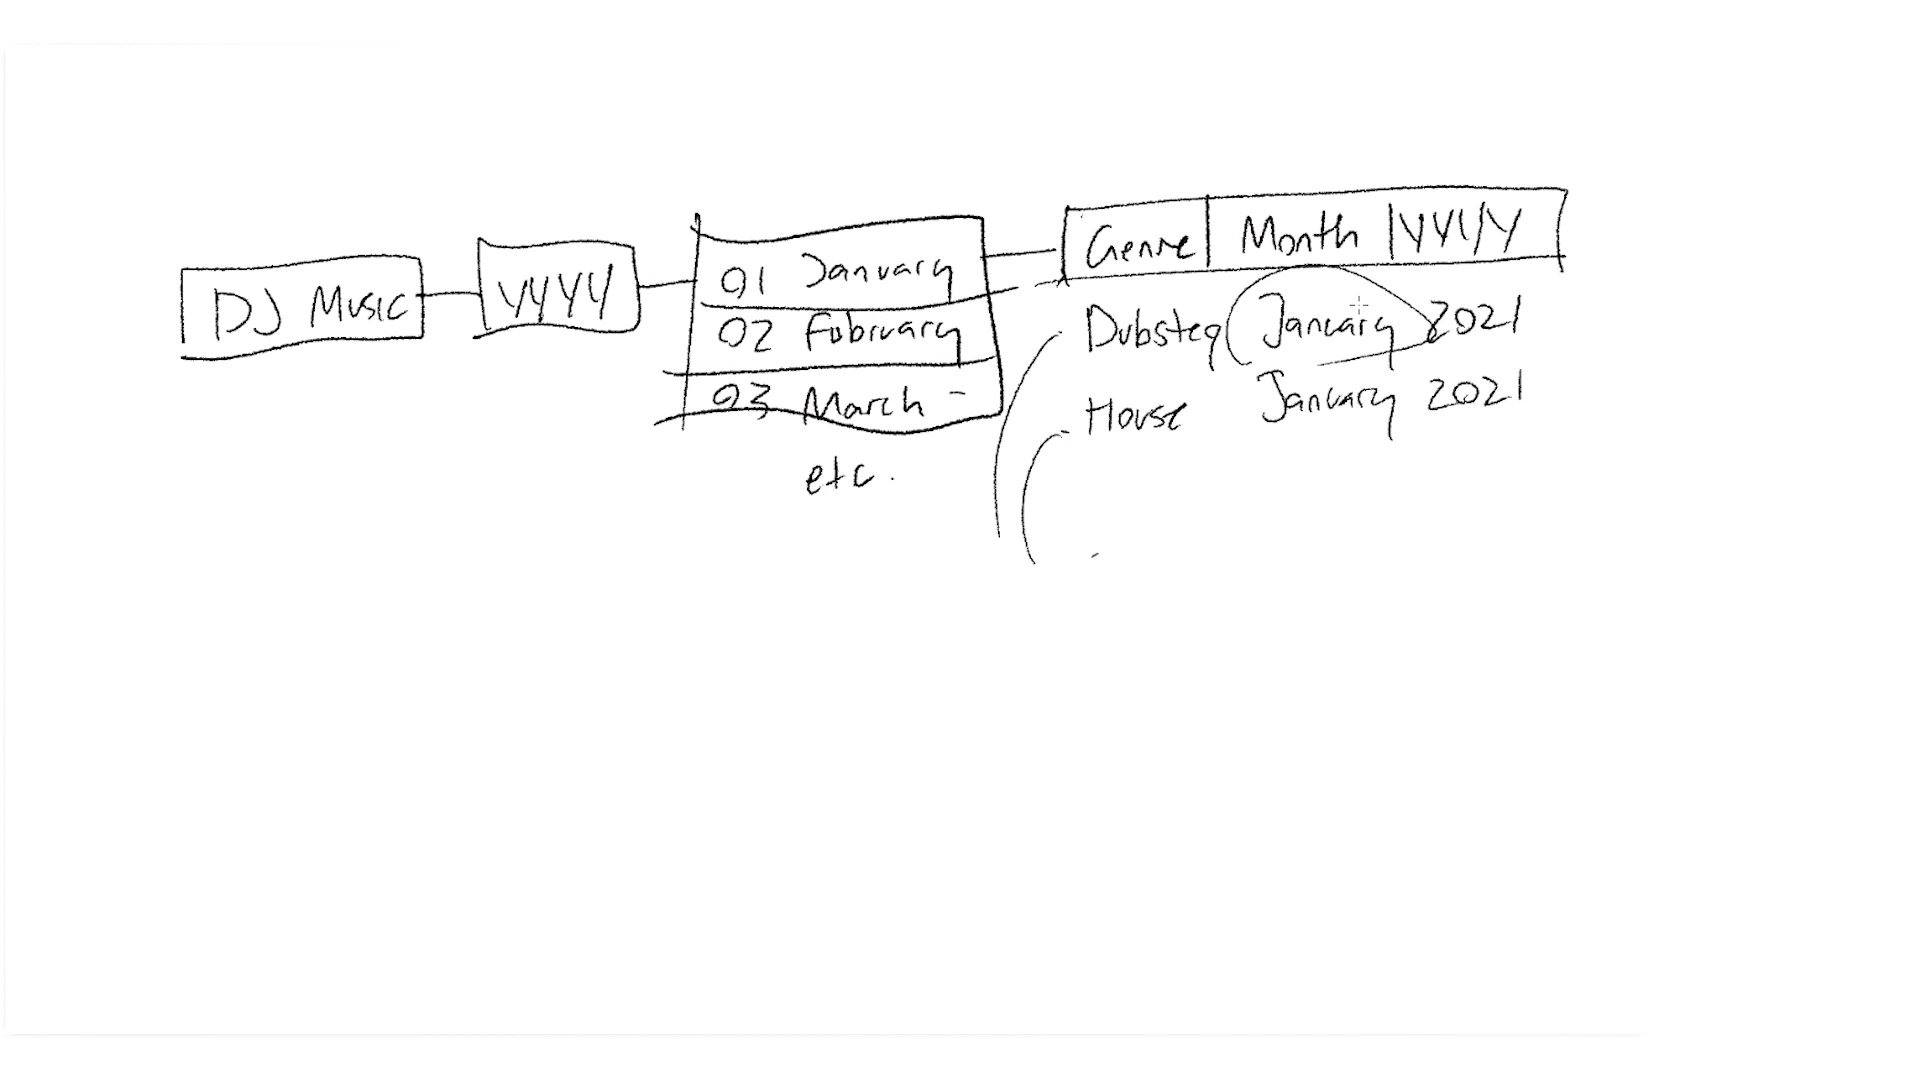 DJ Music
YYYY
01 January
02 February
03 March -
etc.
Genre Month YYYY
Dubstep January 2021
House January 2021